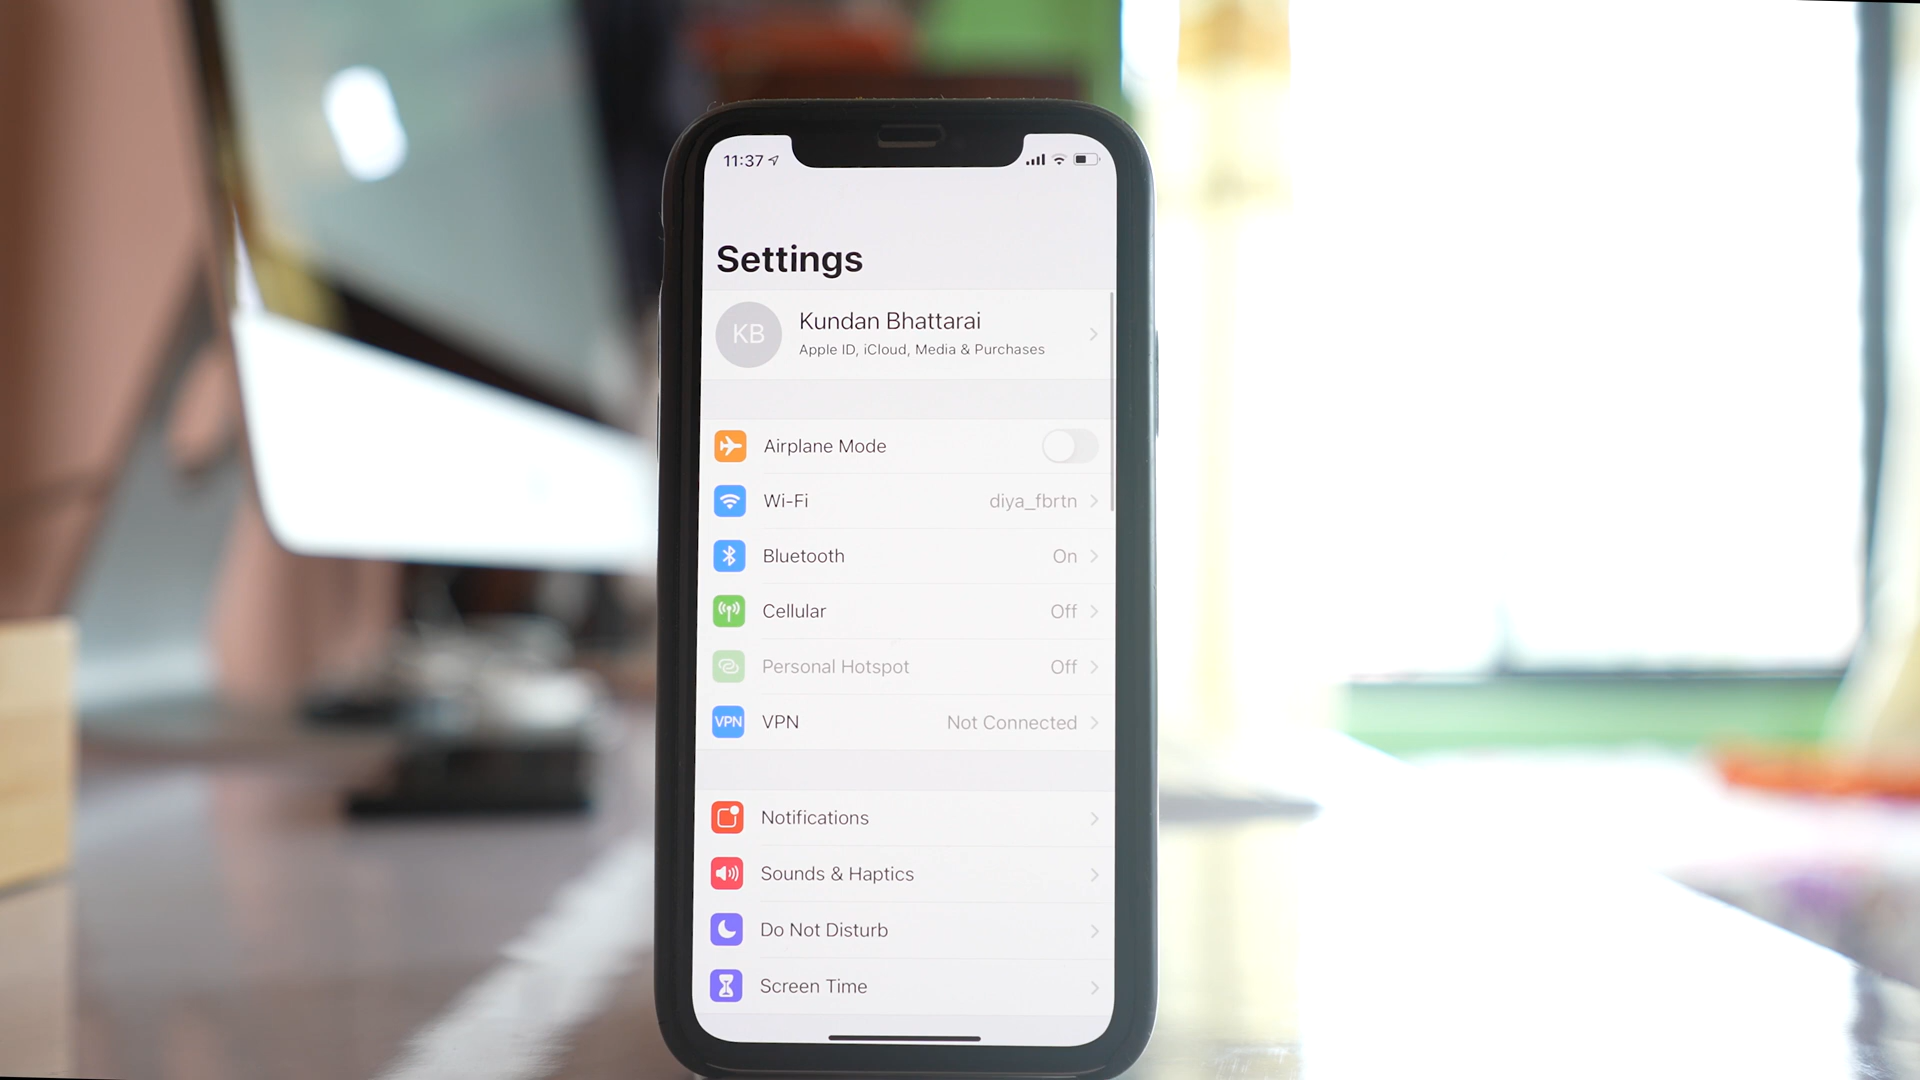 11:37
Settings
KB
Kundan Bhattarai
Apple ID, iCloud, Media & Purchases
Airplane Mode
Wi-Fi diya_fbrtn
Bluetooth On
Cellular Off
Personal Hotspot Off
VPN VPN Not Connected
Notifications
Sounds & Haptics
Do Not Disturb
Screen Time